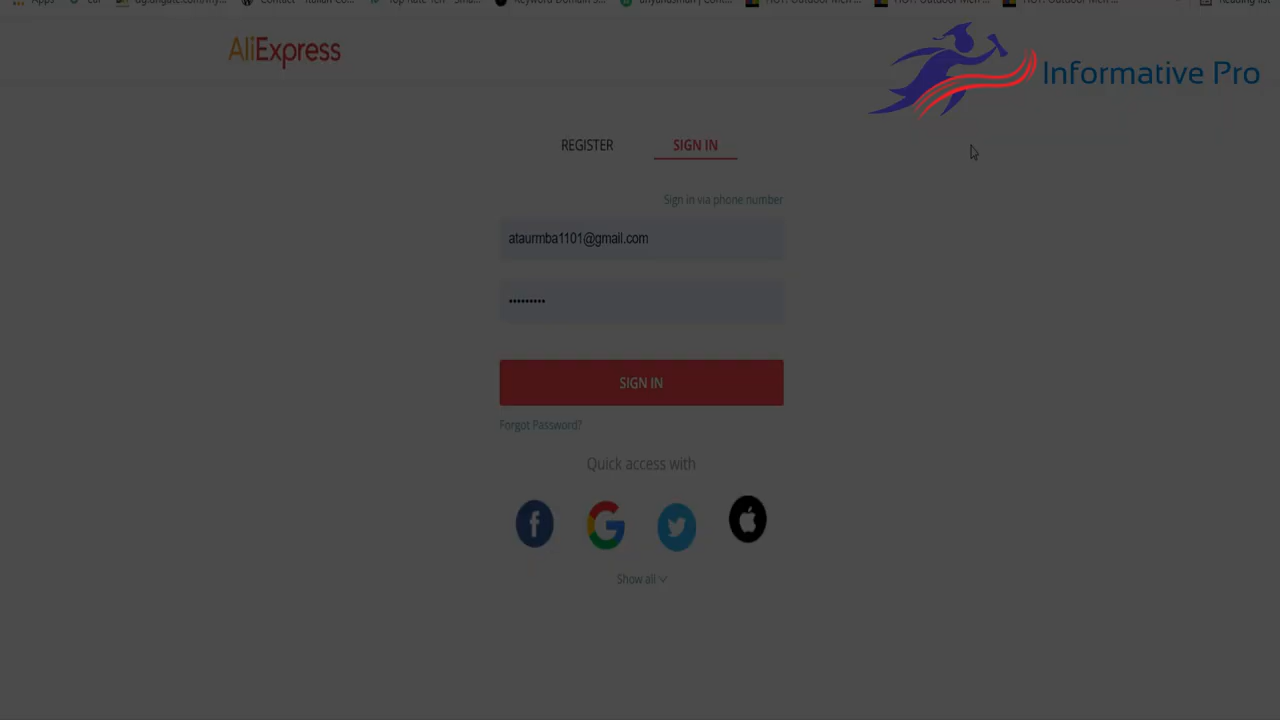 Apps
AliExpress
Informative Pro
REGISTER
SIGN IN
Sign in via phone number
ataurmba1101@gmail.com
•••••••••
SIGN IN
Forgot Password?
Quick access with
Show all